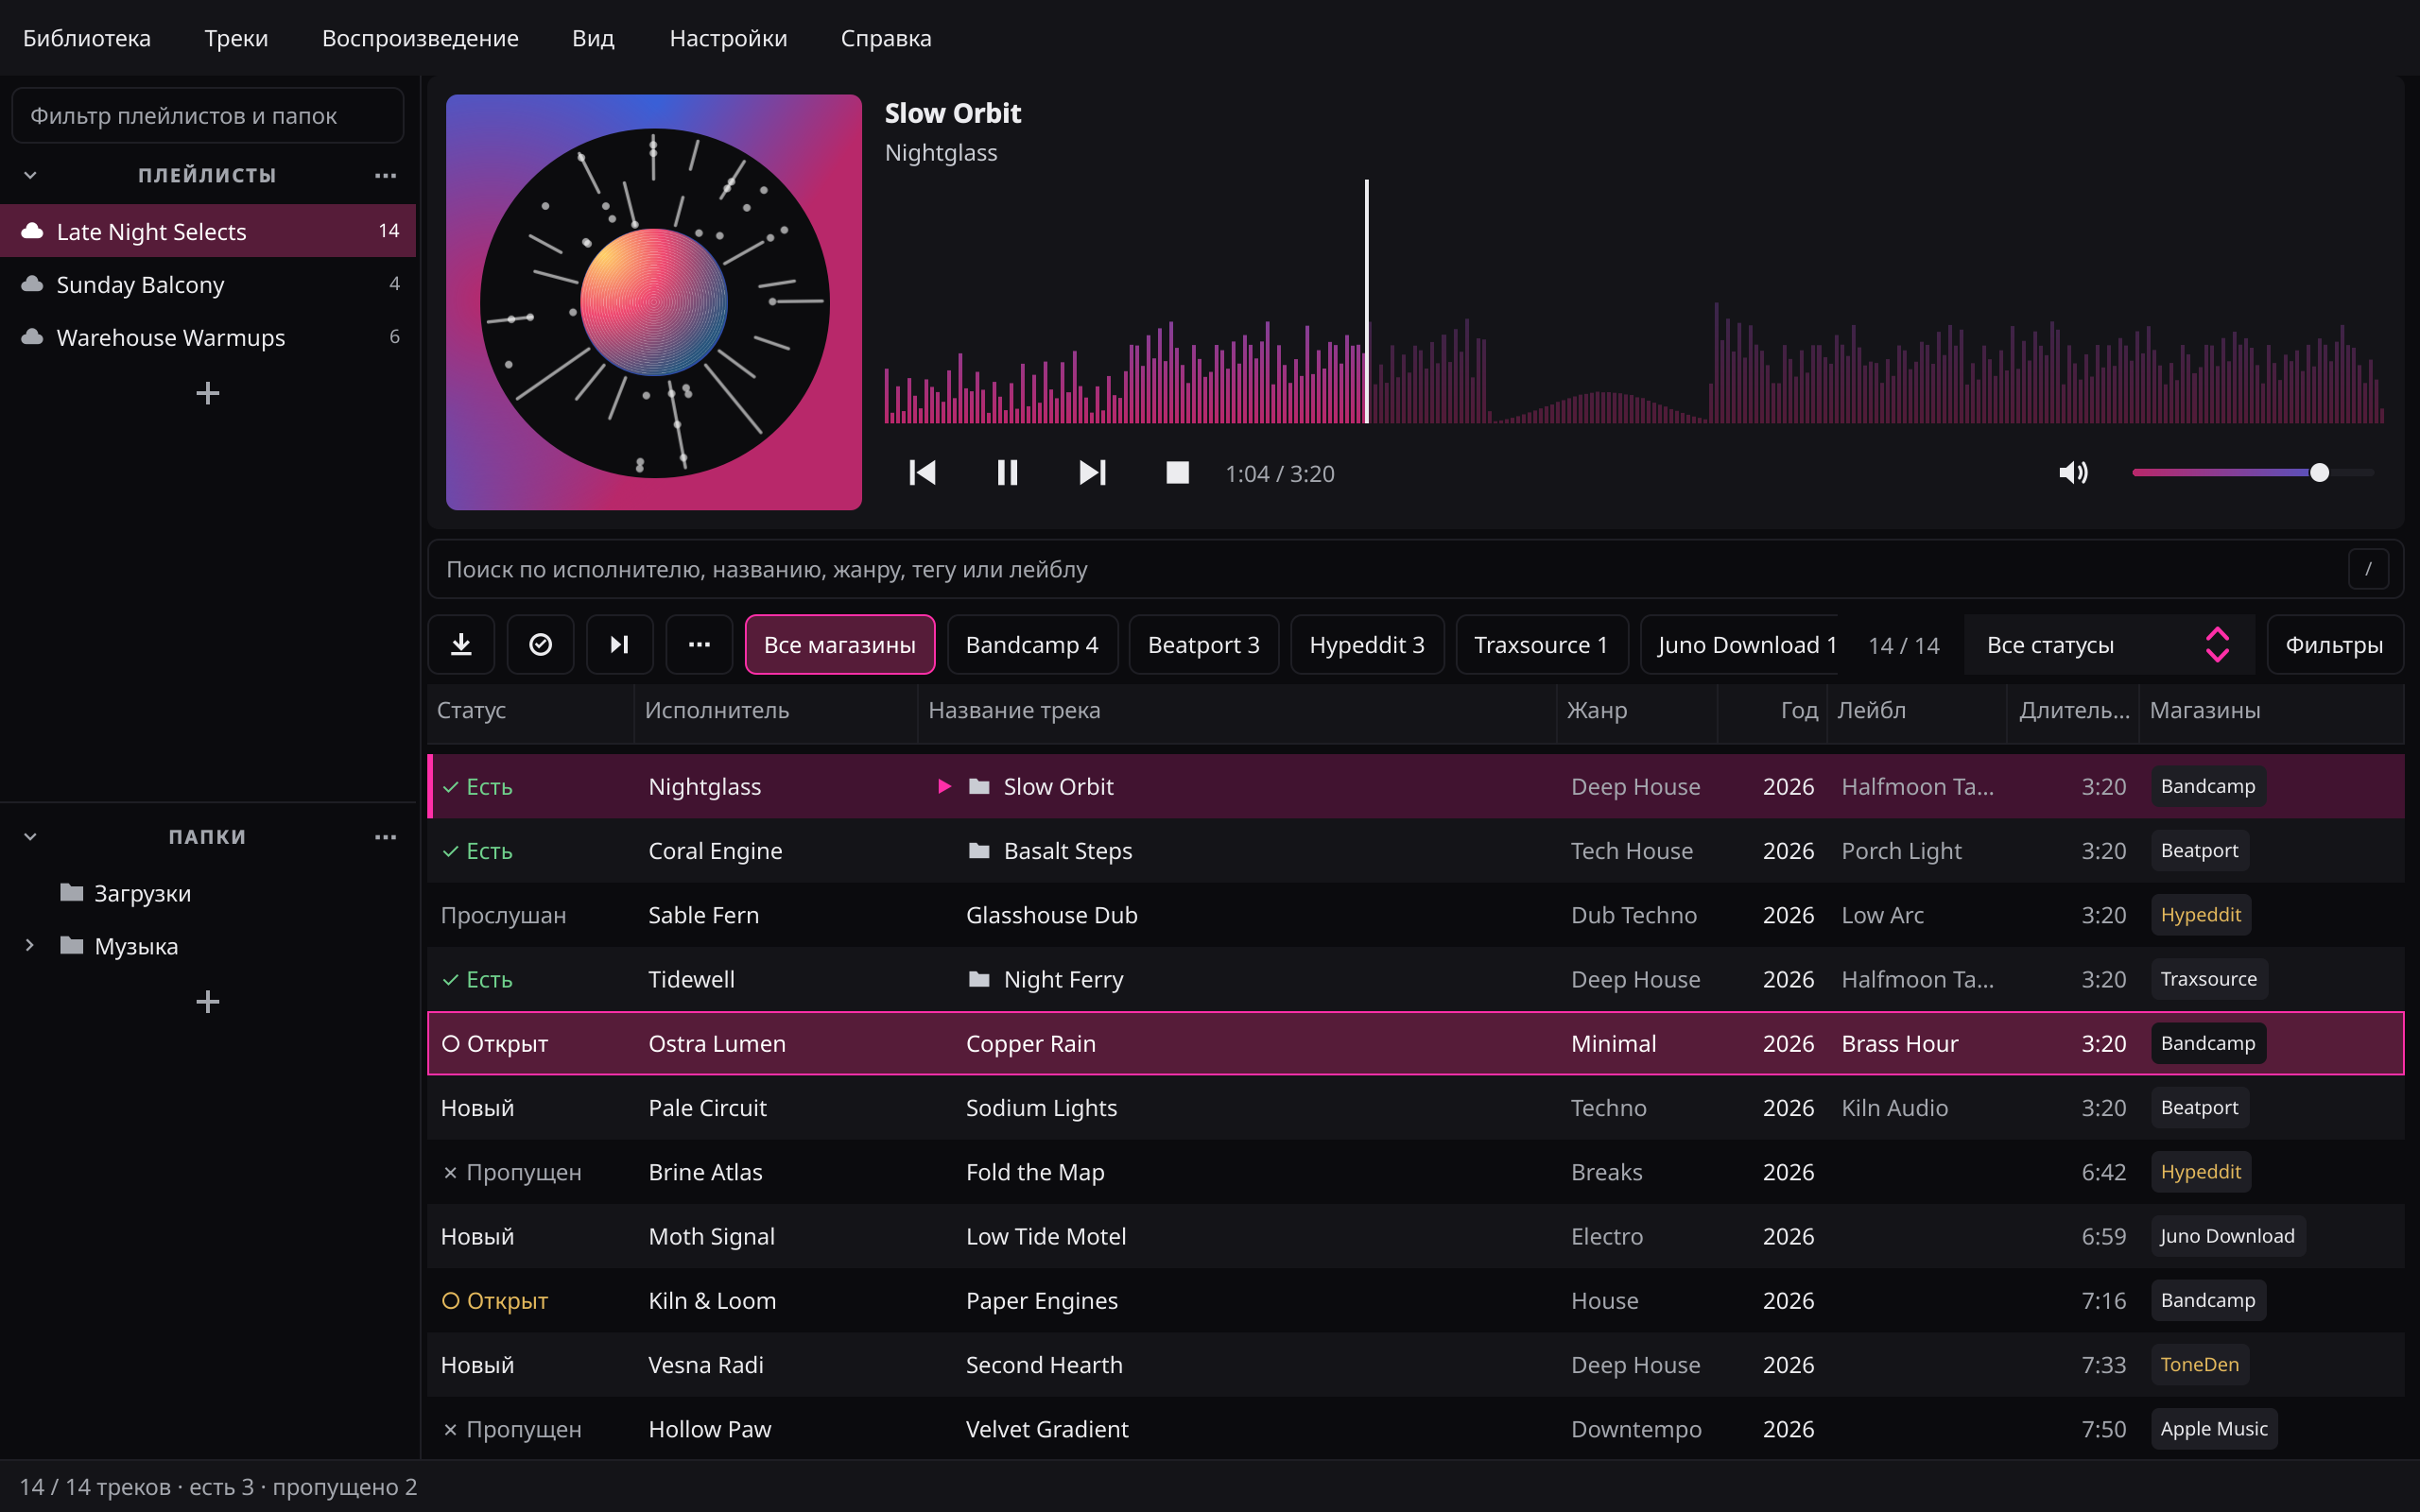 Библиотека Треки Воспроизведение Вид Настройки Справка
Фильтр плейлистов и папок
ПЛЕЙЛИСТЫ
Late Night Selects 14
Sunday Balcony 4
Warehouse Warmups 6
ПАПКИ
Загрузки
Музыка
Slow Orbit
Nightglass
1:04 / 3:20
Поиск по исполнителю, названию, жанру, тегу или лейблу /
Все магазины Bandcamp 4 Beatport 3 Hypeddit 3 Traxsource 1 Juno Download 1 14 / 14 Все статусы Фильтры
Статус Исполнитель Название трека Жанр Год Лейбл Длитель... Магазины
Есть Nightglass Slow Orbit Deep House 2026 Halfmoon Ta... 3:20 Bandcamp
Есть Coral Engine Basalt Steps Tech House 2026 Porch Light 3:20 Beatport
Прослушан Sable Fern Glasshouse Dub Dub Techno 2026 Low Arc 3:20 Hypeddit
Есть Tidewell Night Ferry Deep House 2026 Halfmoon Ta... 3:20 Traxsource
Открыт Ostra Lumen Copper Rain Minimal 2026 Brass Hour 3:20 Bandcamp
Новый Pale Circuit Sodium Lights Techno 2026 Kiln Audio 3:20 Beatport
Пропущен Brine Atlas Fold the Map Breaks 2026 6:42 Hypeddit
Новый Moth Signal Low Tide Motel Electro 2026 6:59 Juno Download
Открыт Kiln & Loom Paper Engines House 2026 7:16 Bandcamp
Новый Vesna Radi Second Hearth Deep House 2026 7:33 ToneDen
Пропущен Hollow Paw Velvet Gradient Downtempo 2026 7:50 Apple Music
14 / 14 треков · есть 3 · пропущено 2